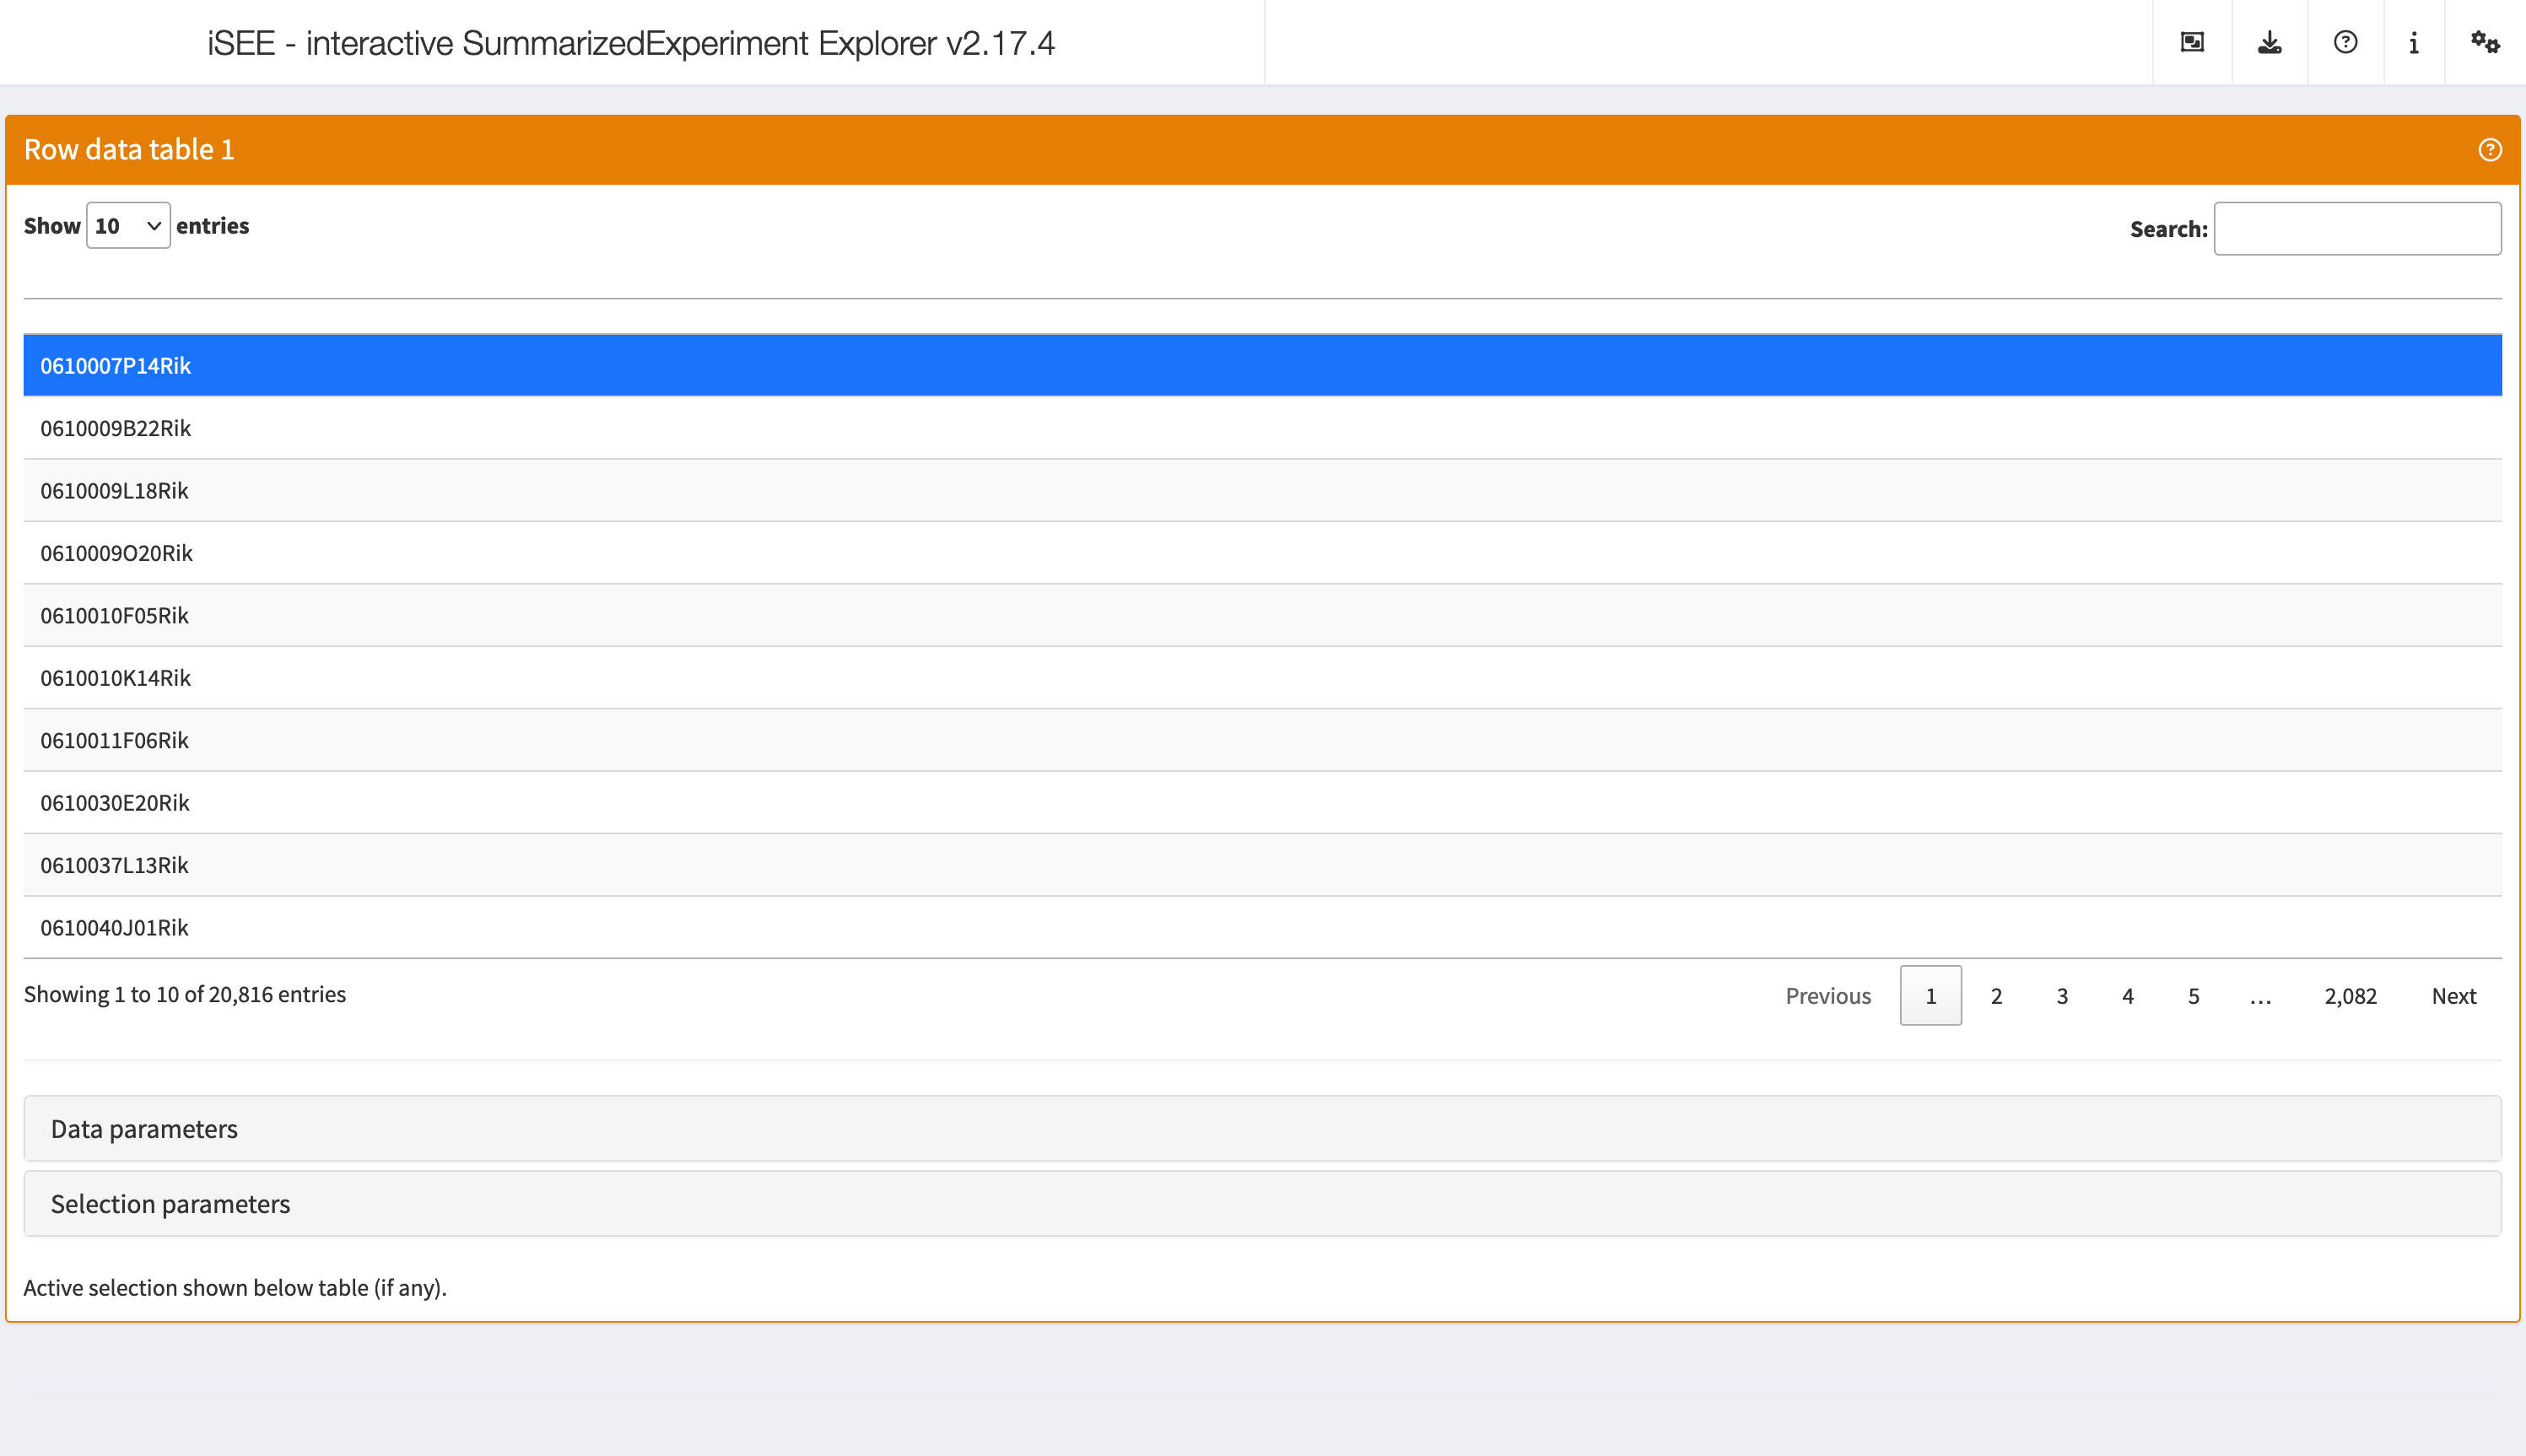 iSEE - interactive SummarizedExperiment Explorer v2.17.4
Row data table 1
Show 10 entries Search:
0610007P14Rik
0610009B22Rik
0610009L18Rik
0610009O20Rik
0610010F05Rik
0610010K14Rik
0610011F06Rik
0610030E20Rik
0610037L13Rik
0610040J01Rik
Showing 1 to 10 of 20,816 entries Previous 1 2 3 4 5 … 2,082 Next
Data parameters
Selection parameters
Active selection shown below table (if any).